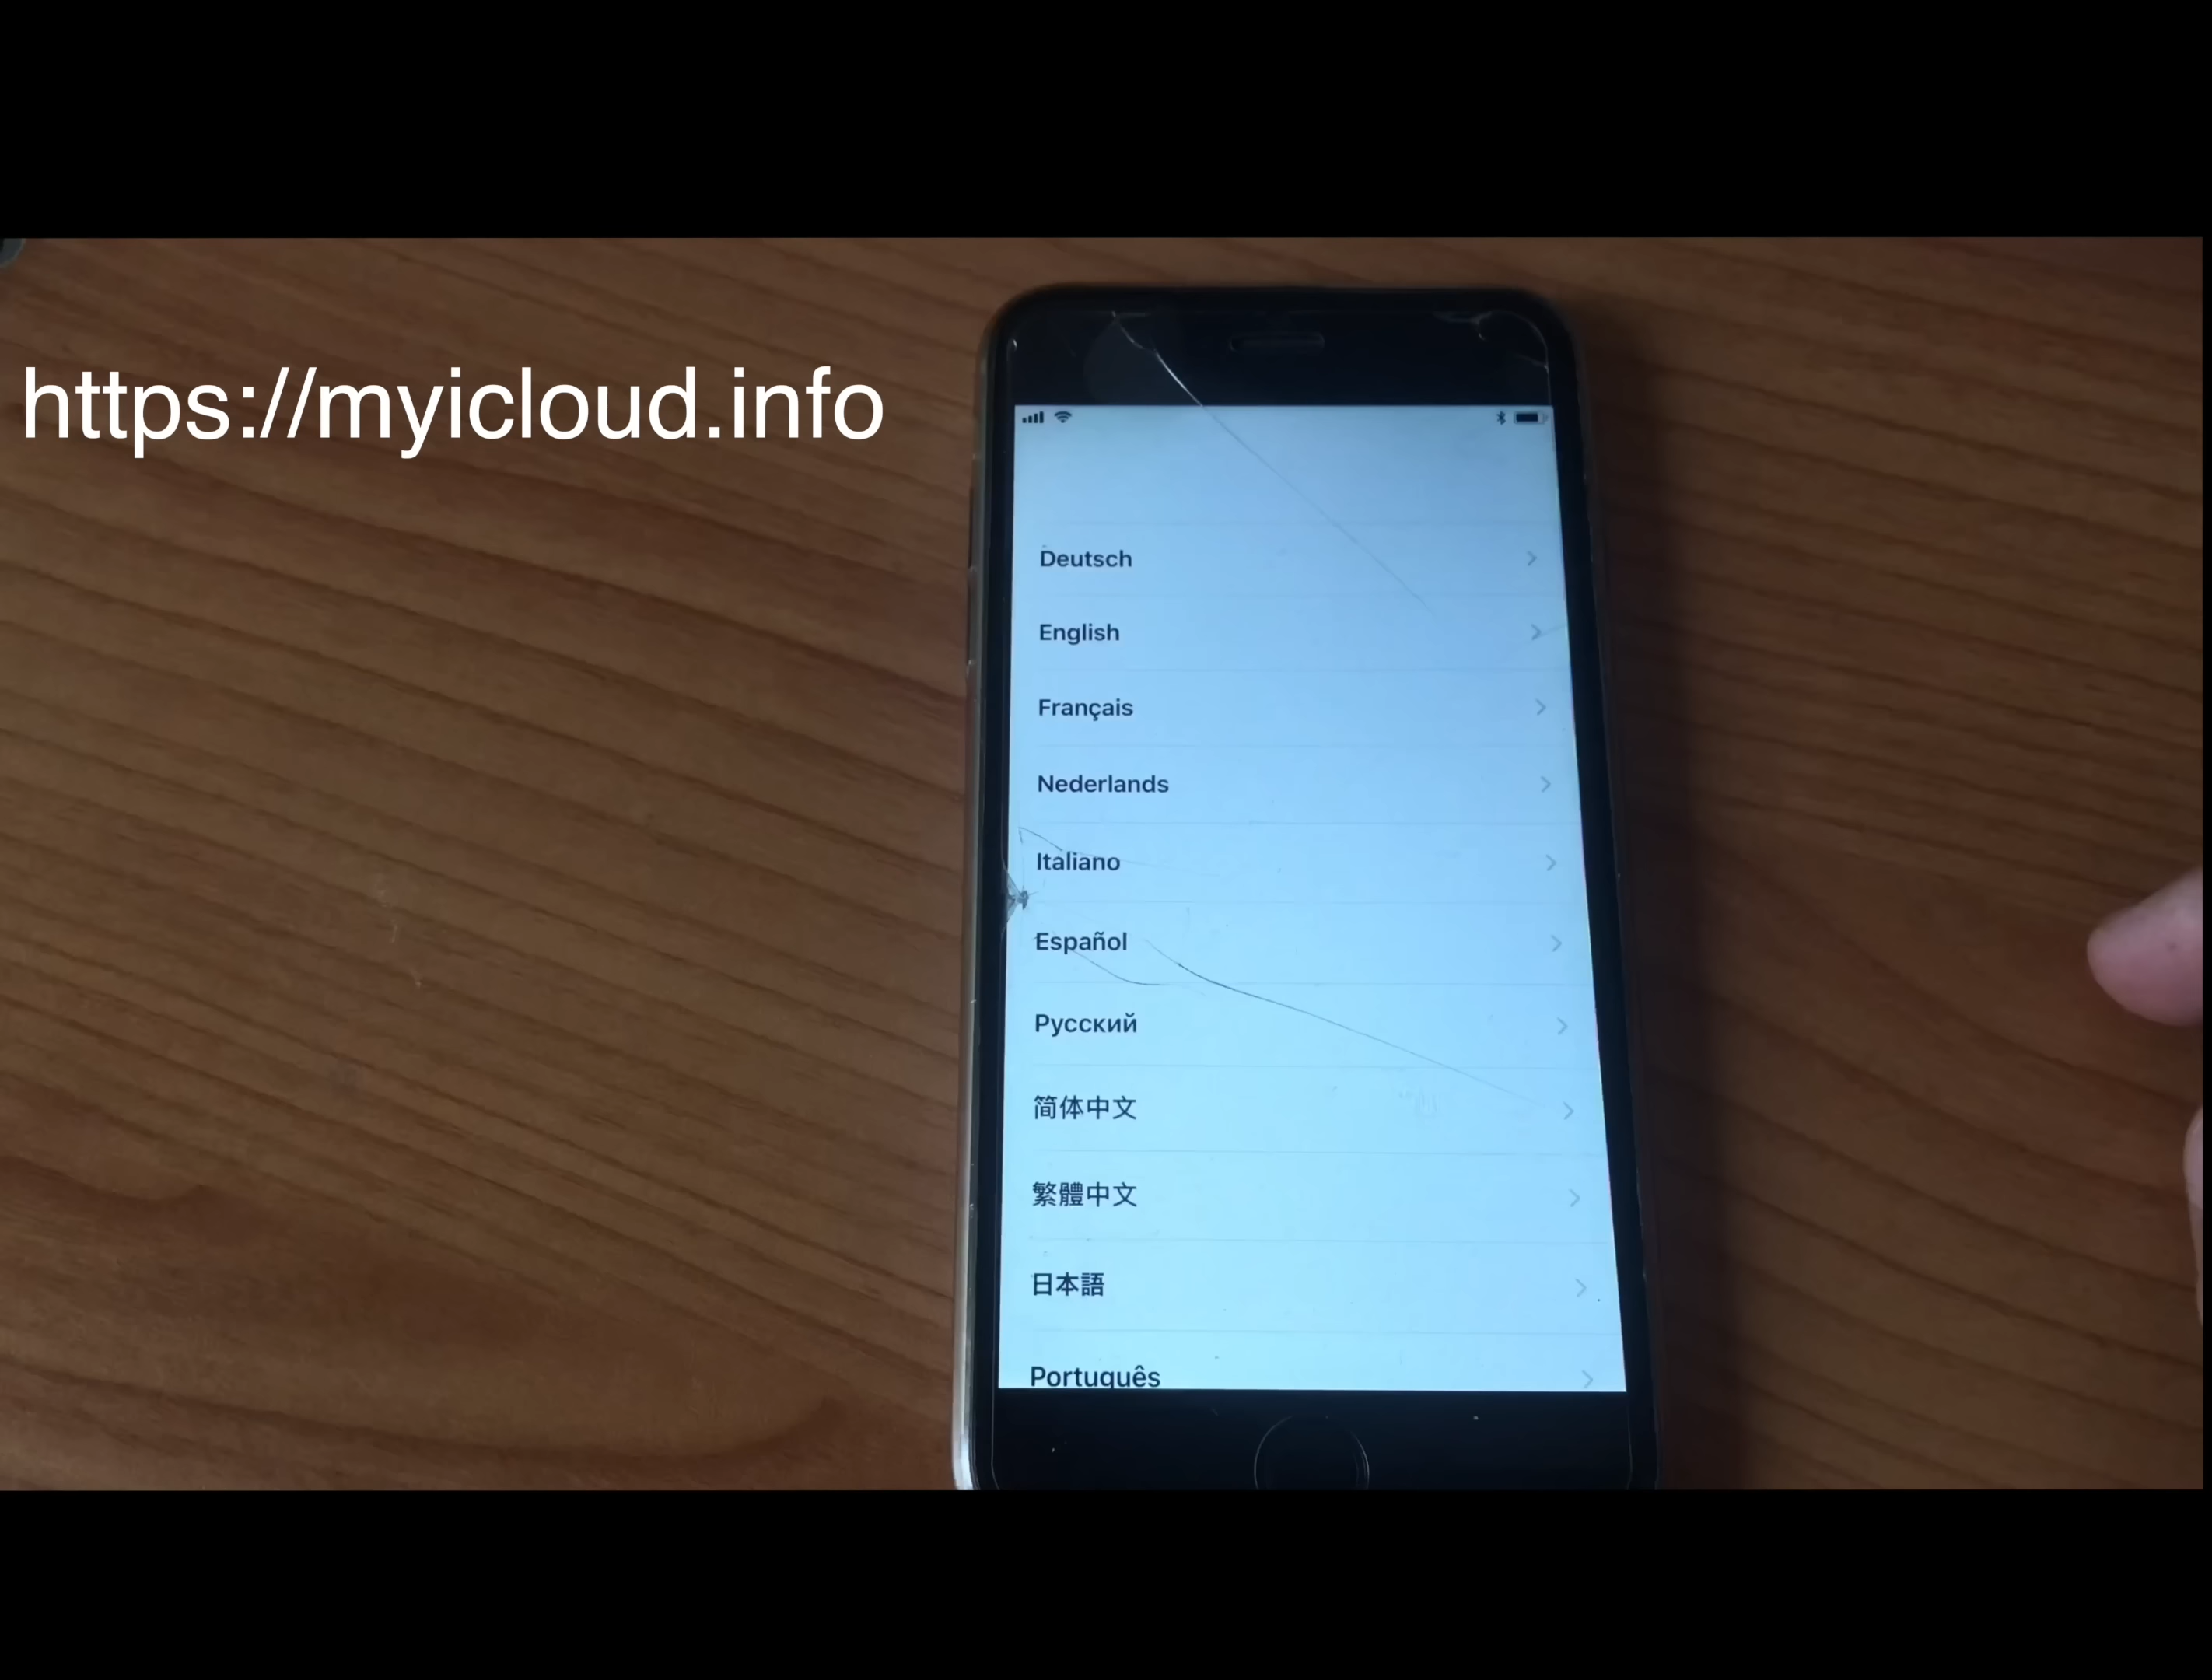 https://myicloud.info
Deutsch
English
Français
Nederlands
Italiano
Español
Русский
简体中文
繁體中文
日本語
Português